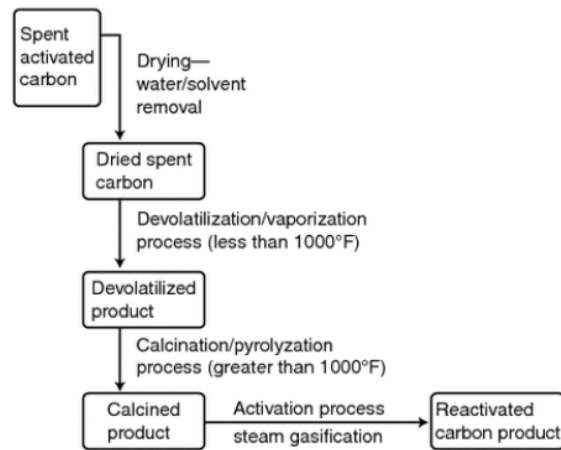 Spent
activated
carbon
Drying—
water/solvent
removal
Dried spent
carbon
Devolatilization/vaporization
process (less than 1000°F)
Devolatilized
product
Calcination/pyrolyzation
process (greater than 1000°F)
Calcined
product
Activation process
steam gasification
Reactivated
carbon product